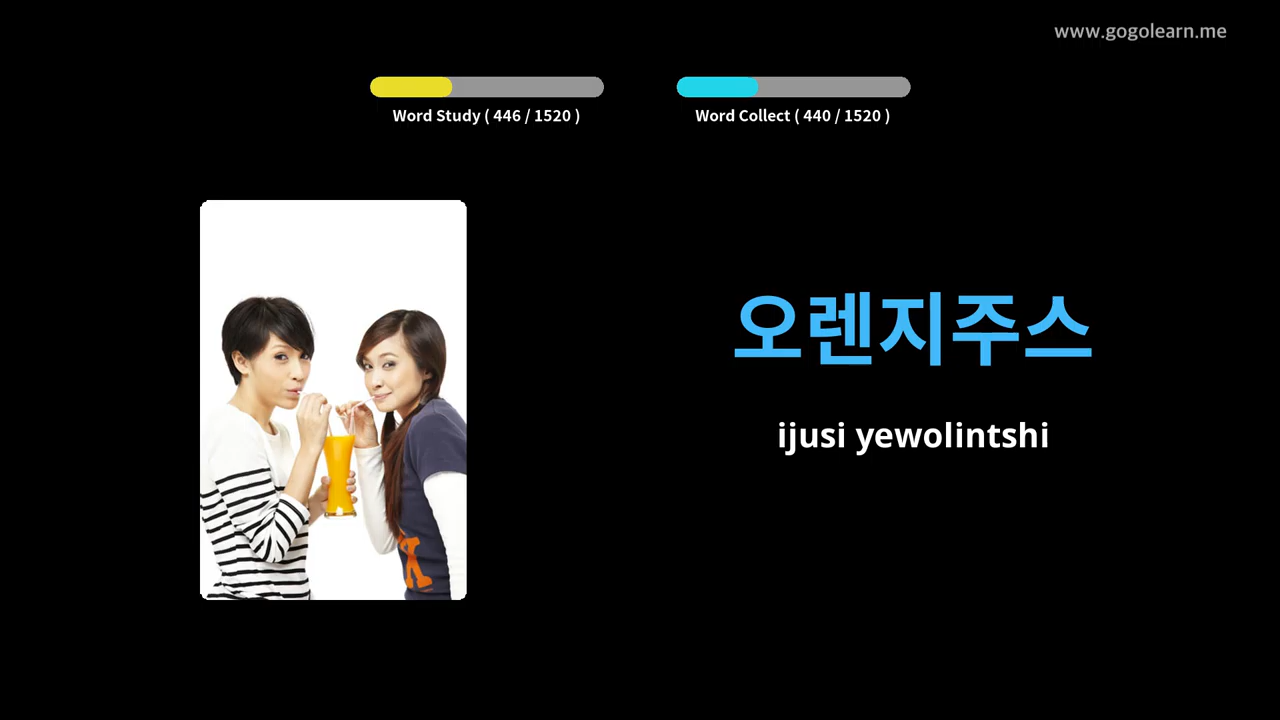 www.gogolearn.me
Word Study ( 446 / 1520 )
Word Collect ( 440 / 1520 )
오렌지주스
ijusi yewolintshi